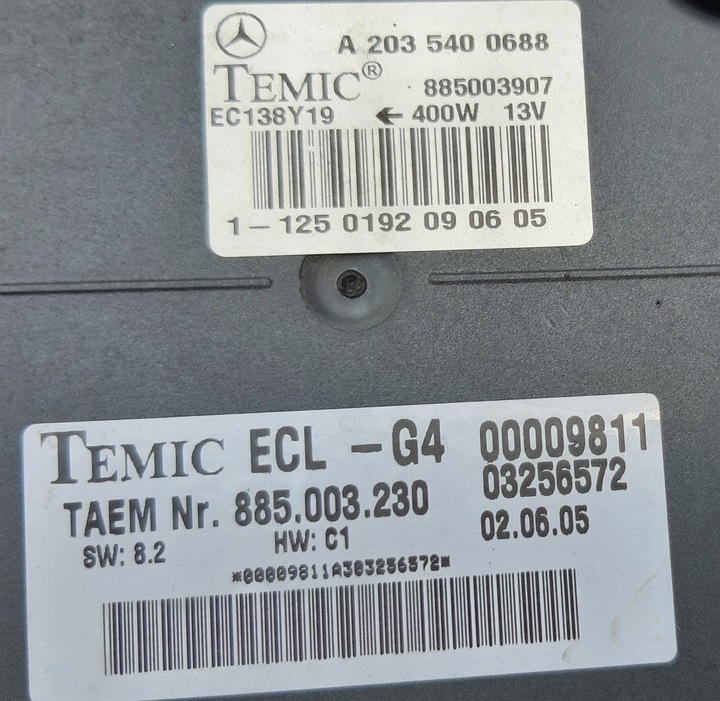 A 203 540 0688
TEMIC® 885003907
EC138Y19 ← 400W 13V
1-125 0192 09 06 05
TEMIC ECL -G4 00009811
03256572
TAEM Nr. 885.003.230
02.06.05
SW: 8.2 HW: C1
*00009811A303256572*